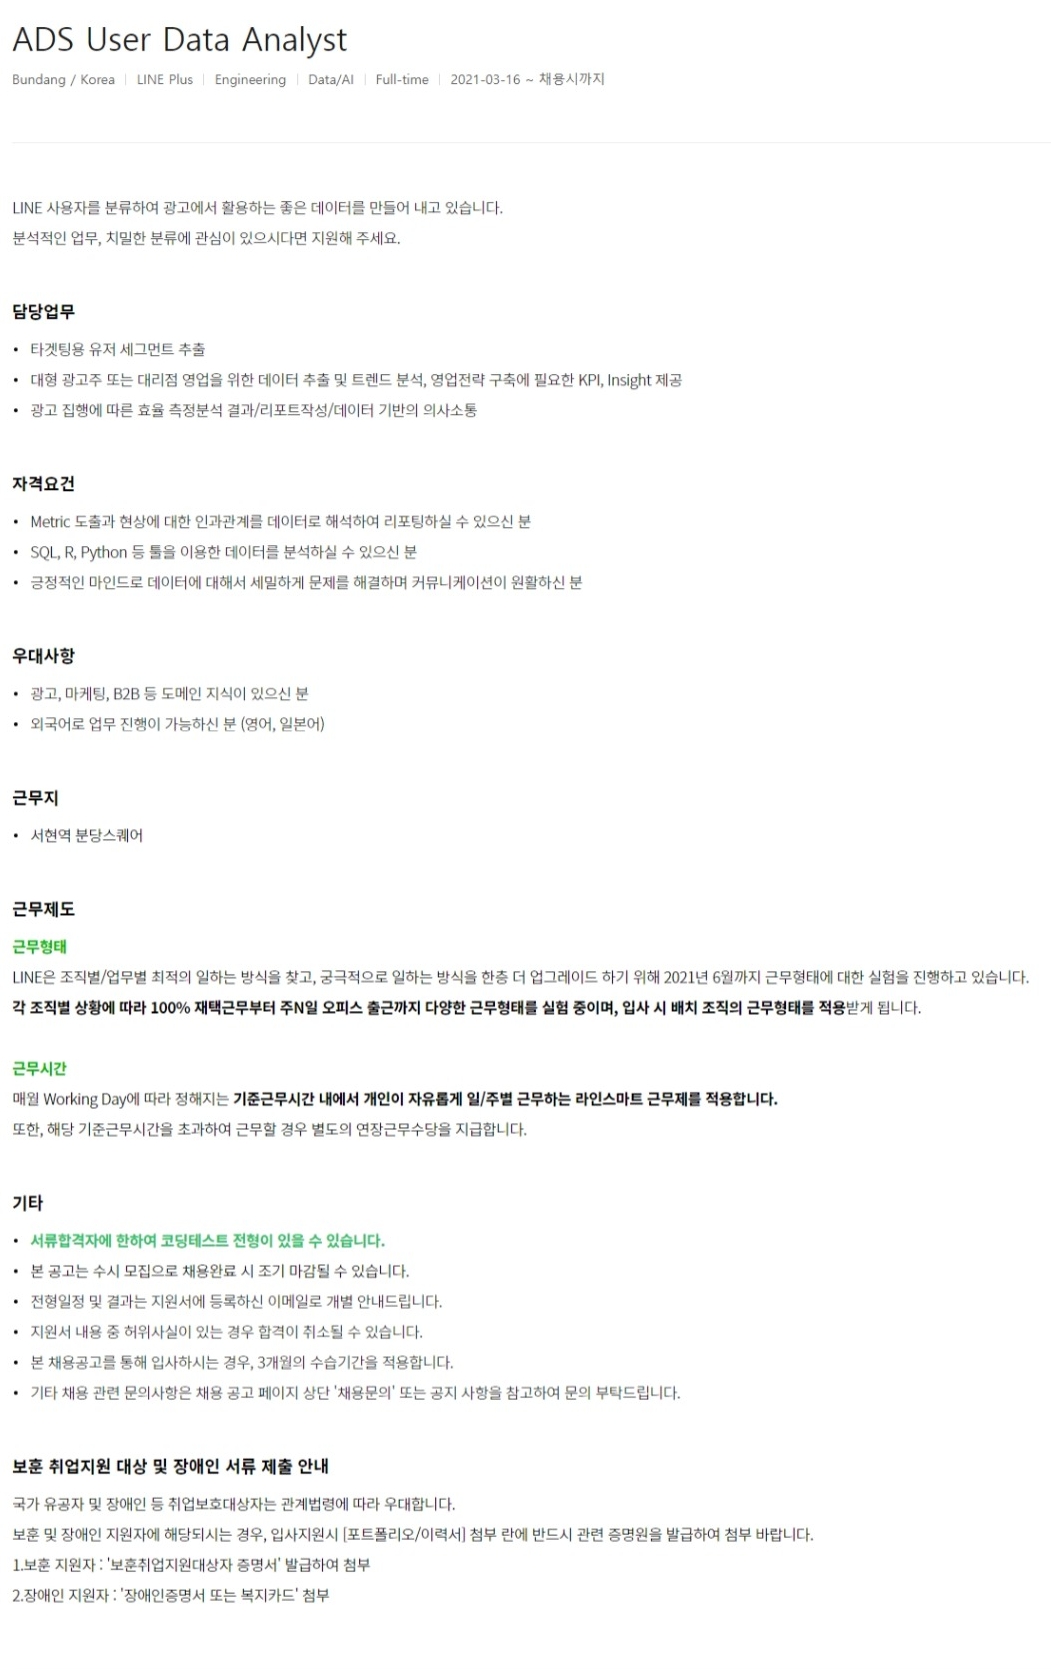 ADS User Data Analyst
Bundang / Korea | LINE Plus | Engineering | Data/AI | Full-time | 2021-03-16 ~ 채용시까지
LINE 사용자를 분류하여 광고에서 활용하는 좋은 데이터를 만들어 내고 있습니다.
분석적인 업무, 치밀한 분류에 관심이 있으시다면 지원해 주세요.
담당업무
• 타겟팅용 유저 세그먼트 추출
• 대형 광고주 또는 대리점 영업을 위한 데이터 추출 및 트렌드 분석, 영업전략 구축에 필요한 KPI, Insight 제공
• 광고 집행에 따른 효율 측정분석 결과/리포트작성/데이터 기반의 의사소통
자격요건
• Metric 도출과 현상에 대한 인과관계를 데이터로 해석하여 리포팅하실 수 있으신 분
• SQL, R, Python 등 툴을 이용한 데이터를 분석하실 수 있으신 분
• 긍정적인 마인드로 데이터에 대해서 세밀하게 문제를 해결하며 커뮤니케이션이 원활하신 분
우대사항
• 광고, 마케팅, B2B 등 도메인 지식이 있으신 분
• 외국어로 업무 진행이 가능하신 분 (영어, 일본어)
근무지
• 서현역 분당스퀘어
근무제도
근무형태
LINE은 조직별/업무별 최적의 일하는 방식을 찾고, 궁극적으로 일하는 방식을 한층 더 업그레이드 하기 위해 2021년 6월까지 근무형태에 대한 실험을 진행하고 있습니다.
각 조직별 상황에 따라 100% 재택근무부터 주N일 오피스 출근까지 다양한 근무형태를 실험 중이며, 입사 시 배치 조직의 근무형태를 적용받게 됩니다.
근무시간
매월 Working Day에 따라 정해지는 기준근무시간 내에서 개인이 자유롭게 일/주별 근무하는 라인스마트 근무제를 적용합니다.
또한, 해당 기준근무시간을 초과하여 근무할 경우 별도의 연장근무수당을 지급합니다.
기타
• 서류합격자에 한하여 코딩테스트 전형이 있을 수 있습니다.
• 본 공고는 수시 모집으로 채용완료 시 조기 마감될 수 있습니다.
• 전형일정 및 결과는 지원서에 등록하신 이메일로 개별 안내드립니다.
• 지원서 내용 중 허위사실이 있는 경우 합격이 취소될 수 있습니다.
• 본 채용공고를 통해 입사하시는 경우, 3개월의 수습기간을 적용합니다.
• 기타 채용 관련 문의사항은 채용 공고 페이지 상단 '채용문의' 또는 공지 사항을 참고하여 문의 부탁드립니다.
보훈 취업지원 대상 및 장애인 서류 제출 안내
국가 유공자 및 장애인 등 취업보호대상자는 관계법령에 따라 우대합니다.
보훈 및 장애인 지원자에 해당되시는 경우, 입사지원시 [포트폴리오/이력서] 첨부 란에 반드시 관련 증명원을 발급하여 첨부 바랍니다.
1.보훈 지원자 : '보훈취업지원대상자 증명서' 발급하여 첨부
2.장애인 지원자 : '장애인증명서 또는 복지카드' 첨부